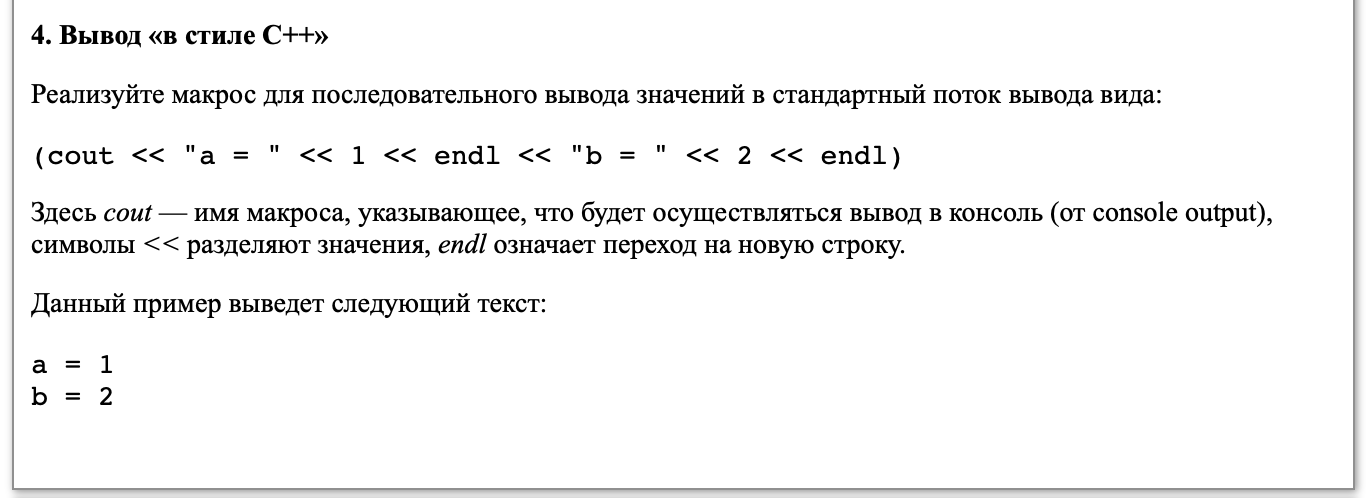 4. Вывод «в стиле C++»
Реализуйте макрос для последовательного вывода значений в стандартный поток вывода вида:
(cout << "a = " << 1 << endl << "b = " << 2 << endl)
Здесь cout — имя макроса, указывающее, что будет осуществляться вывод в консоль (от console output),
символы << разделяют значения, endl означает переход на новую строку.
Данный пример выведет следующий текст:
a = 1
b = 2